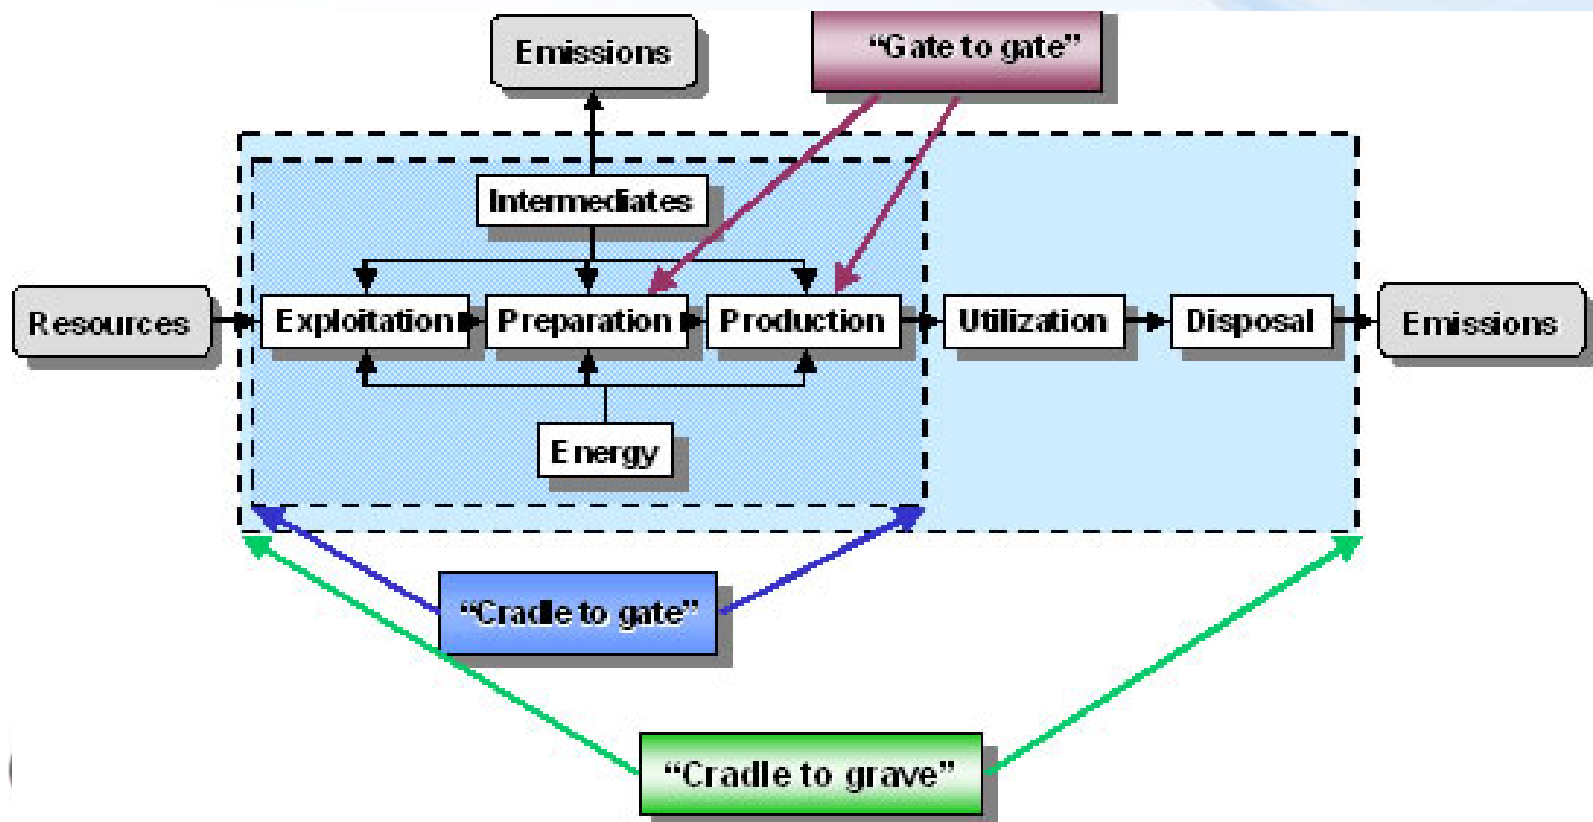 Emissions
“Gate to gate”
Intermediates
Resources
Exploitation
Preparation
Production
Utilization
Disposal
Emissions
Energy
“Cradle to gate”
“Cradle to grave”